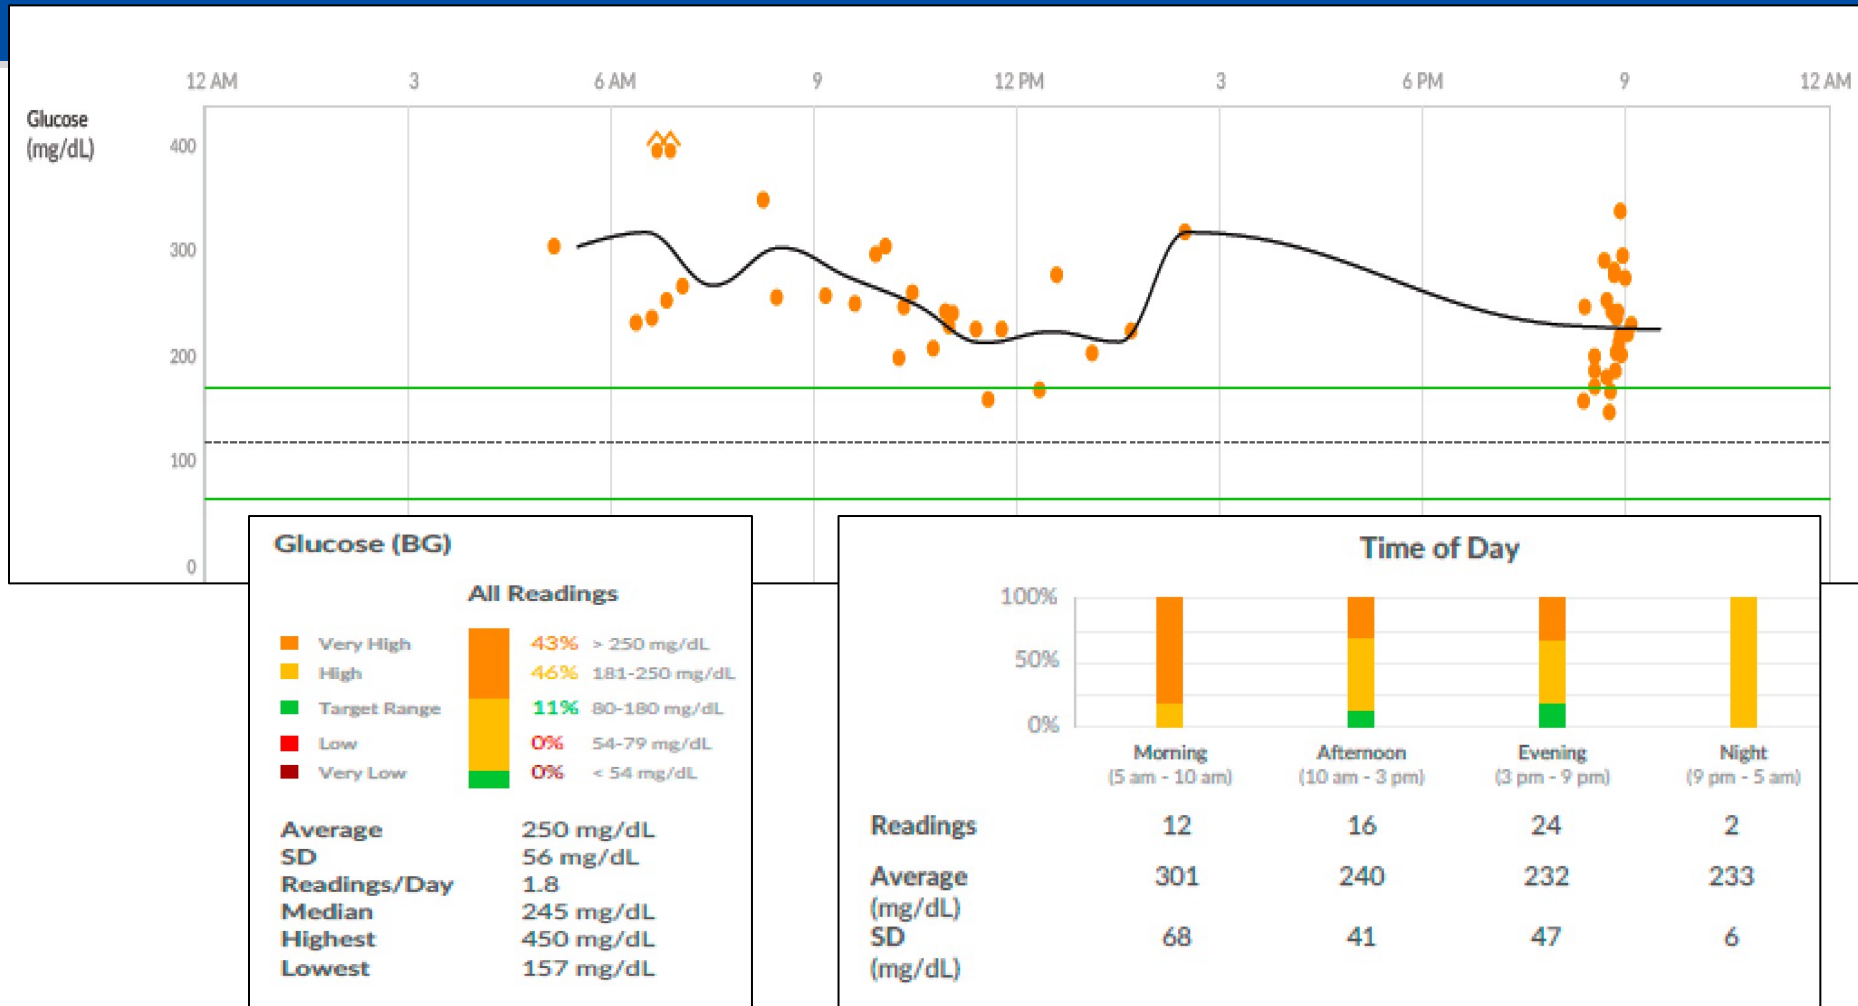 12 AM 3 6 AM 9 12 PM 3 6 PM 9 12 AM
Glucose
(mg/dL)
400
300
200
100
0
Glucose (BG)
All Readings
Very High 43% > 250 mg/dL
High 46% 181-250 mg/dL
Target Range 11% 80-180 mg/dL
Low 0% 54-79 mg/dL
Very Low 0% < 54 mg/dL
Average 250 mg/dL
SD 56 mg/dL
Readings/Day 1.8
Median 245 mg/dL
Highest 450 mg/dL
Lowest 157 mg/dL
Time of Day
100%
50%
0%
Morning Afternoon Evening Night
(5 am - 10 am) (10 am - 3 pm) (3 pm - 9 pm) (9 pm - 5 am)
Readings 12 16 24 2
Average 301 240 232 233
(mg/dL)
SD 68 41 47 6
(mg/dL)